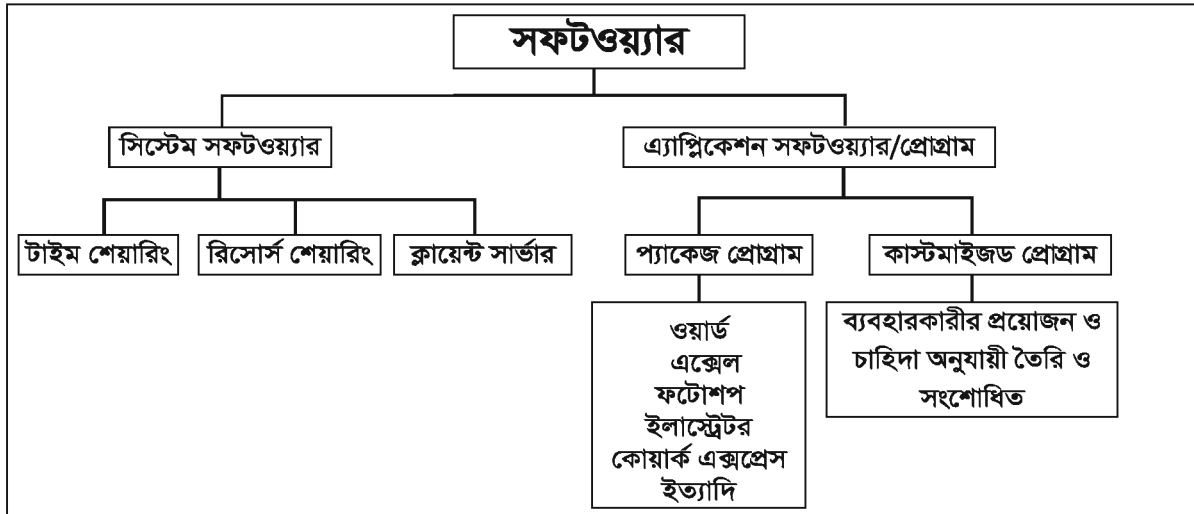 সফটওয়্যার
সিস্টেম সফটওয়্যার
এ্যাপ্লিকেশন সফটওয়্যার/প্রোগ্রাম
টাইম শেয়ারিং
রিসোর্স শেয়ারিং
ক্লায়েন্ট সার্ভার
প্যাকেজ প্রোগ্রাম
কাস্টমাইজড প্রোগ্রাম
ওয়ার্ড
এক্সেল
ফটোশপ
ইলাস্ট্রেটর
কোয়ার্ক এক্সপ্রেস
ইত্যাদি
ব্যবহারকারীর প্রয়োজন ও
চাহিদা অনুযায়ী তৈরি ও
সংশোধিত